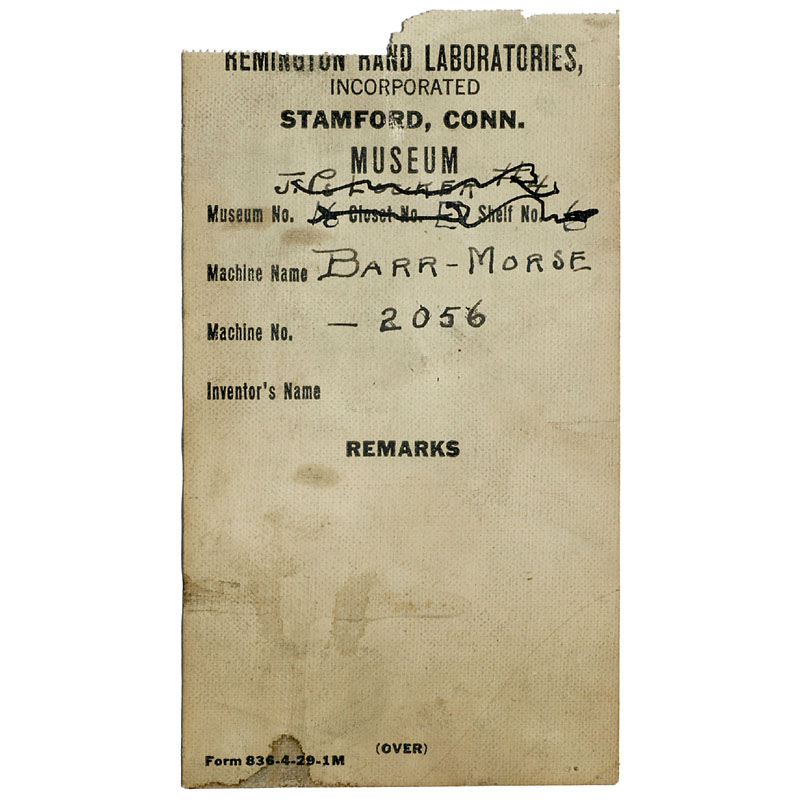 REMINGTON RAND LABORATORIES,
INCORPORATED
STAMFORD, CONN.
MUSEUM
LOCKER
Museum No. Closet No. Shelf No.
Machine Name BARR-MORSE
Machine No. — 2056
Inventor's Name
REMARKS
(OVER)
Form 836-4-29-1M